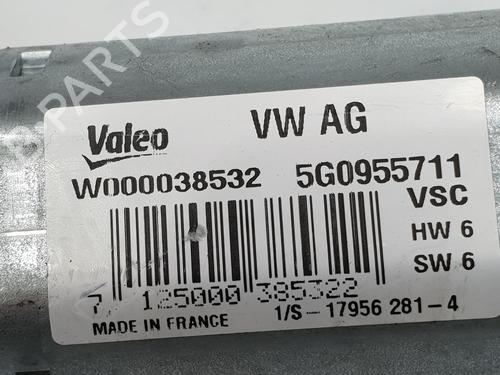 Valeo VW AG
W000038532 5G0955711
VSC
HW 6
SW 6
7 125000 385322
MADE IN FRANCE 1/S - 17956 281-4
B-PARTS